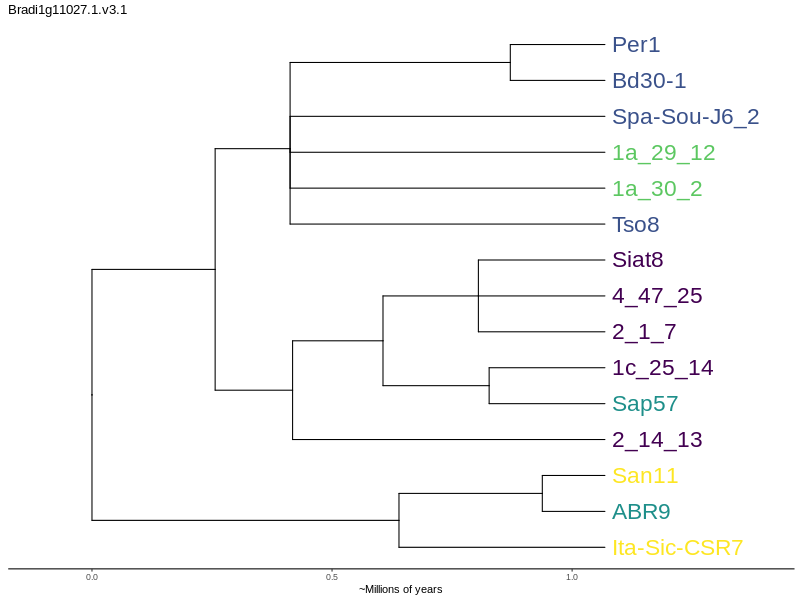 Bradi1g11027.1.v3.1
Per1
Bd30-1
Spa-Sou-J6_2
1a_29_12
1a_30_2
Tso8
Siat8
4_47_25
2_1_7
1c_25_14
Sap57
2_14_13
San11
ABR9
Ita-Sic-CSR7
0.0 0.5 1.0
~Millions of years